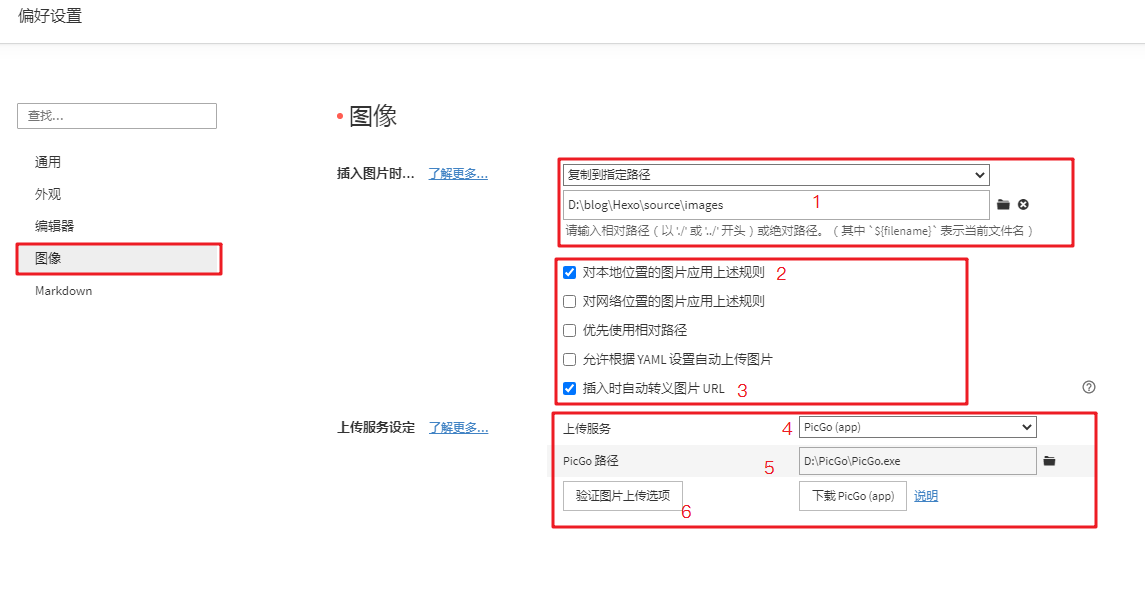 偏好设置
查找...
通用
外观
编辑器
图像
Markdown
图像
插入图片时... 了解更多...
复制到指定路径
D:\blog\Hexo\source\images 1
请输入相对路径（以 './' 或 '../' 开头）或绝对路径。（其中 `${filename}` 表示当前文件名）
对本地位置的图片应用上述规则 2
对网络位置的图片应用上述规则
优先使用相对路径
允许根据 YAML 设置自动上传图片
插入时自动转义图片 URL 3
上传服务设定 了解更多...
上传服务 4 PicGo (app)
PicGo 路径 5 D:\PicGo\PicGo.exe
验证图片上传选项 6 下载 PicGo (app) 说明